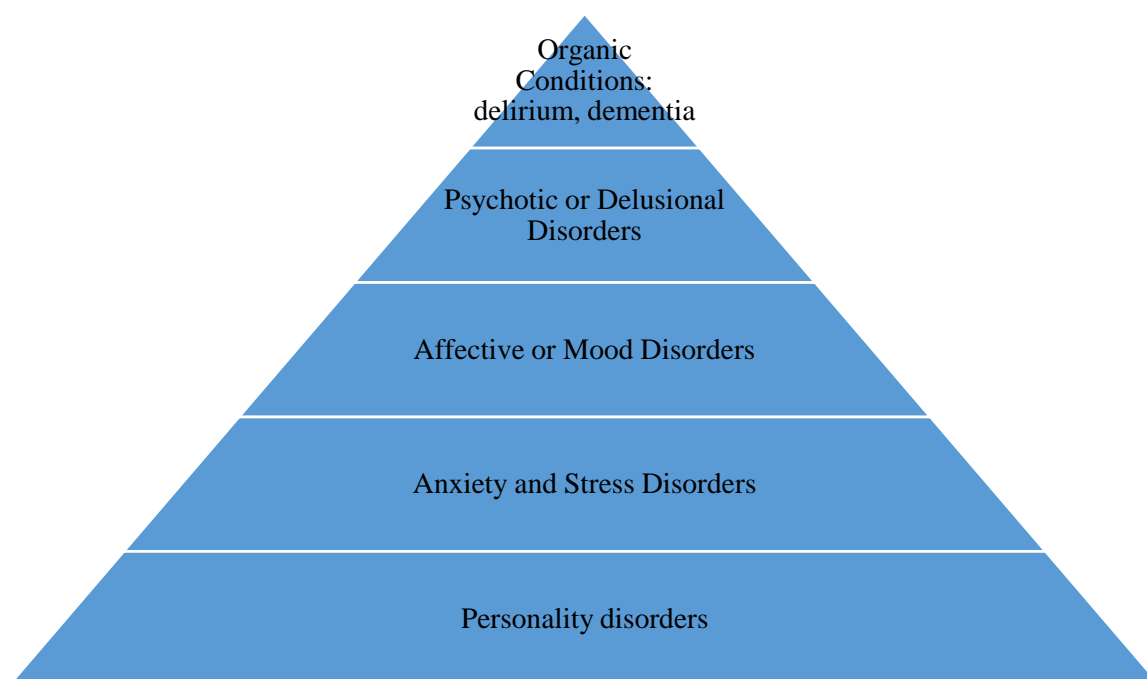 Organic
Conditions:
delirium, dementia
Psychotic or Delusional
Disorders
Affective or Mood Disorders
Anxiety and Stress Disorders
Personality disorders